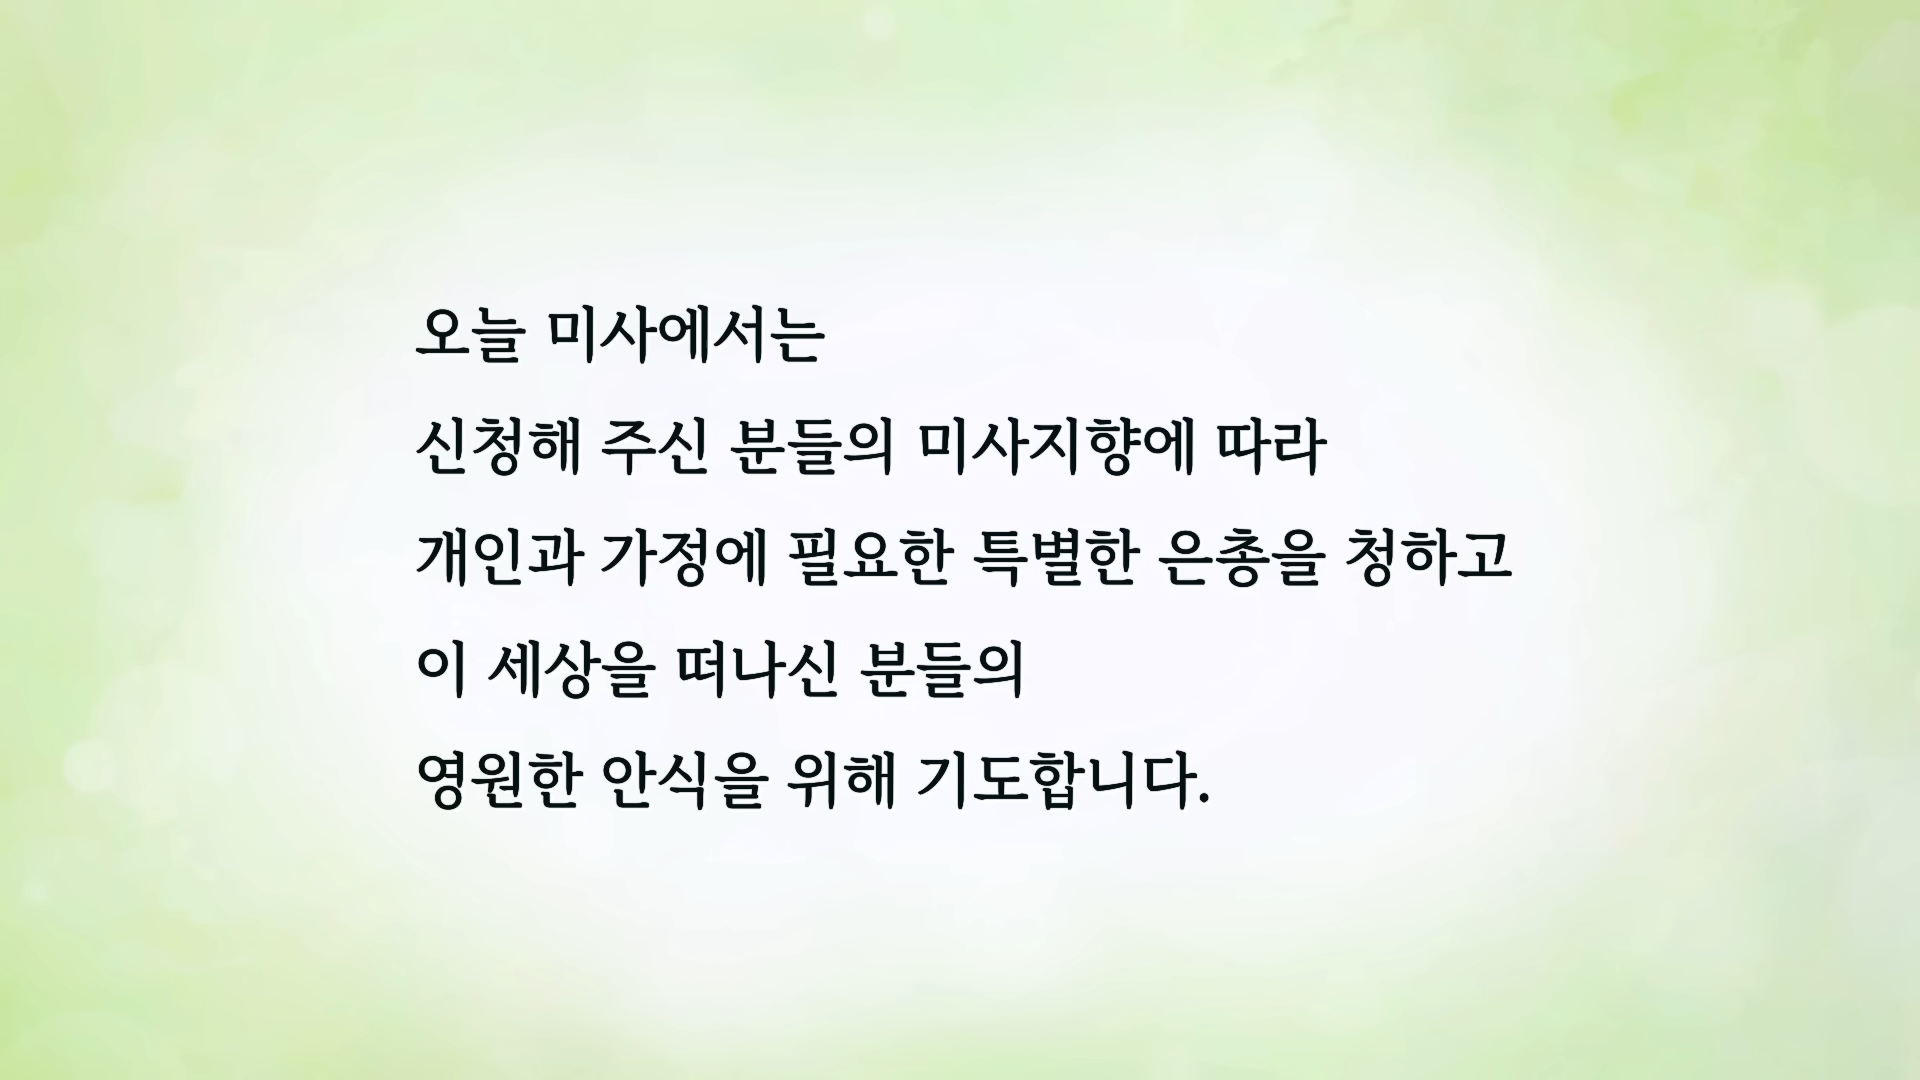 오늘 미사에서는
신청해 주신 분들의 미사지향에 따라
개인과 가정에 필요한 특별한 은총을 청하고
이 세상을 떠나신 분들의
영원한 안식을 위해 기도합니다.